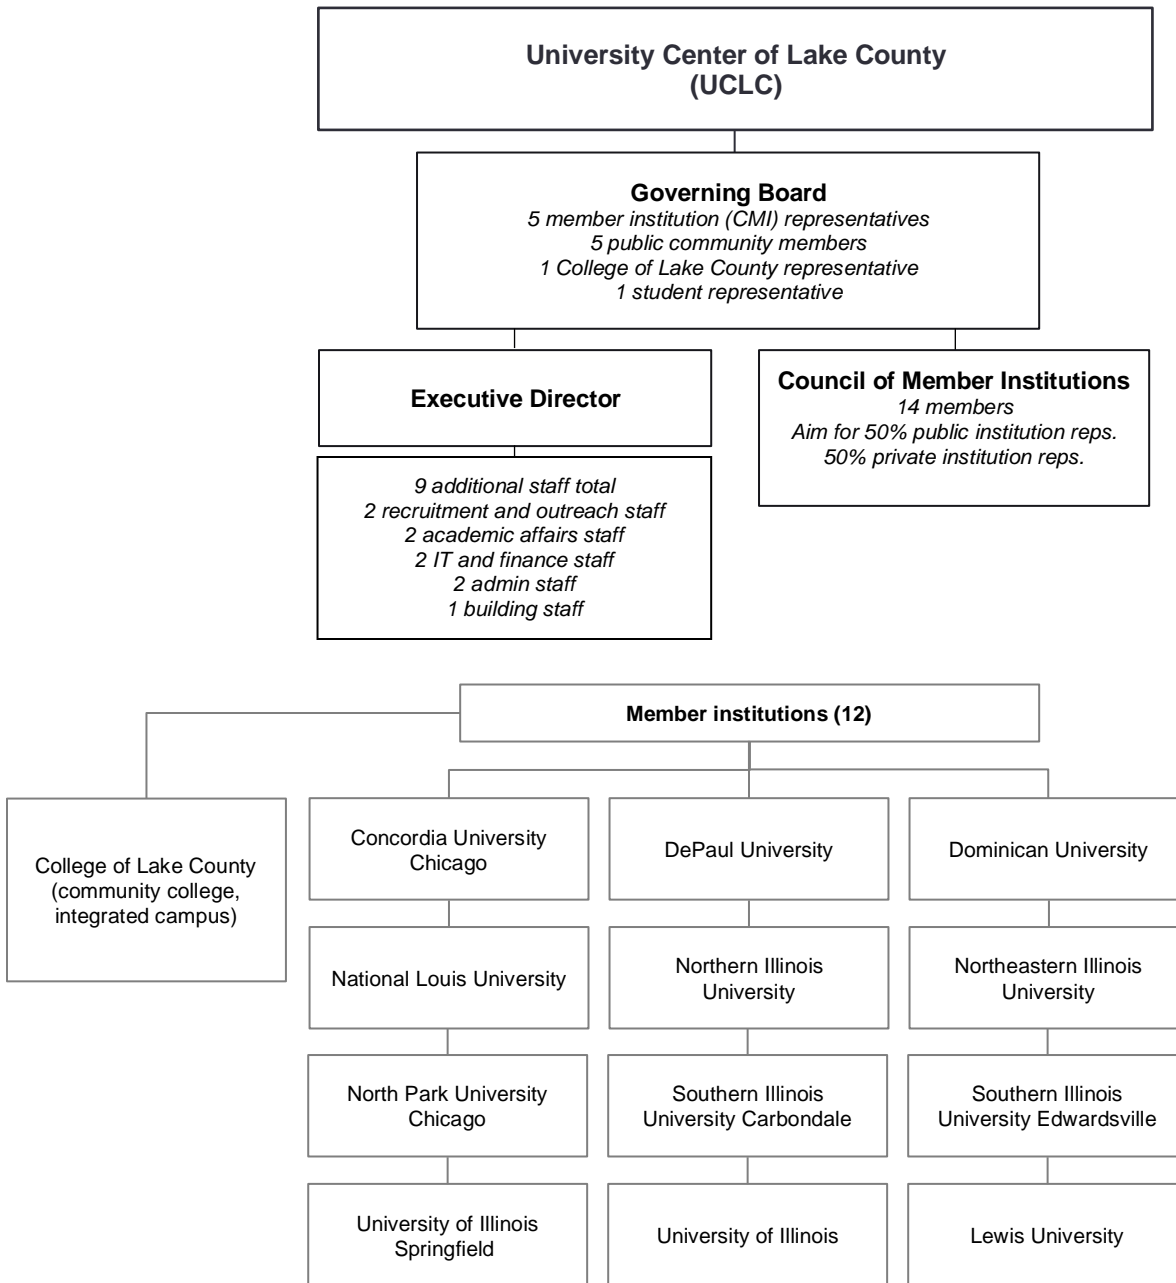 University Center of Lake County
(UCLC)
Governing Board
5 member institution (CMI) representatives
5 public community members
1 College of Lake County representative
1 student representative
Executive Director
Council of Member Institutions
14 members
Aim for 50% public institution reps.
50% private institution reps.
9 additional staff total
2 recruitment and outreach staff
2 academic affairs staff
2 IT and finance staff
2 admin staff
1 building staff
Member institutions (12)
College of Lake County
(community college,
integrated campus)
Concordia University
Chicago
DePaul University
Dominican University
National Louis University
Northern Illinois
University
Northeastern Illinois
University
North Park University
Chicago
Southern Illinois
University Carbondale
Southern Illinois
University Edwardsville
University of Illinois
Springfield
University of Illinois
Lewis University